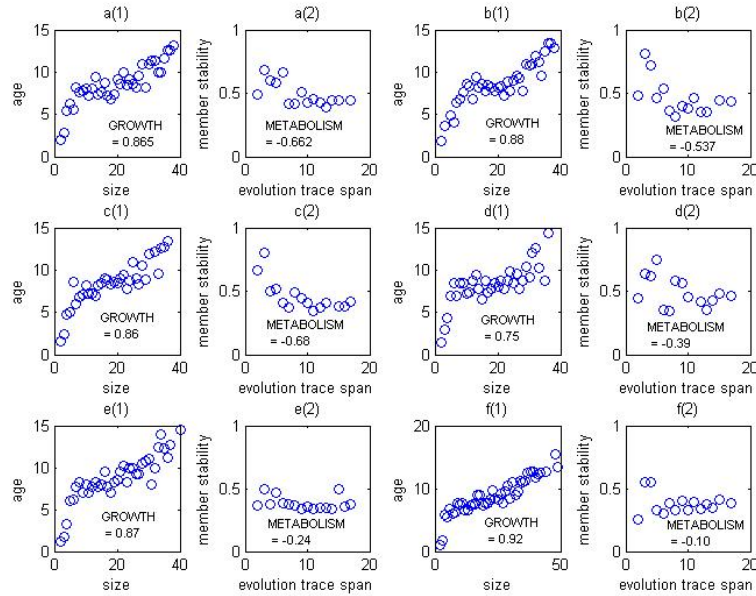 a(1) a(2) b(1) b(2)
15 1 15 1
10 10
age member stability 0.5 age member stability 0.5
5 GROWTH METABOLISM 5 GROWTH METABOLISM
= 0.865 = -0.662 = 0.88 = -0.537
0 0 0 0
0 20 40 0 10 20 0 20 40 0 10 20
size evolution trace span size evolution trace span
c(1) c(2) d(1) d(2)
15 1 15 1
10 10
age member stability 0.5 age member stability 0.5
5 GROWTH METABOLISM 5 GROWTH METABOLISM
= 0.86 = -0.68 = 0.75 = -0.39
0 0 0 0
0 20 40 0 10 20 0 20 40 0 10 20
size evolution trace span size evolution trace span
e(1) e(2) f(1) f(2)
15 1 20 1
10
age member stability 0.5 age 10 member stability 0.5
5 GROWTH METABOLISM GROWTH METABOLISM
= 0.87 = -0.24 = 0.92 = -0.10
0 0 0 0
0 20 40 0 10 20 0 50 0 10 20
size evolution trace span size evolution trace span